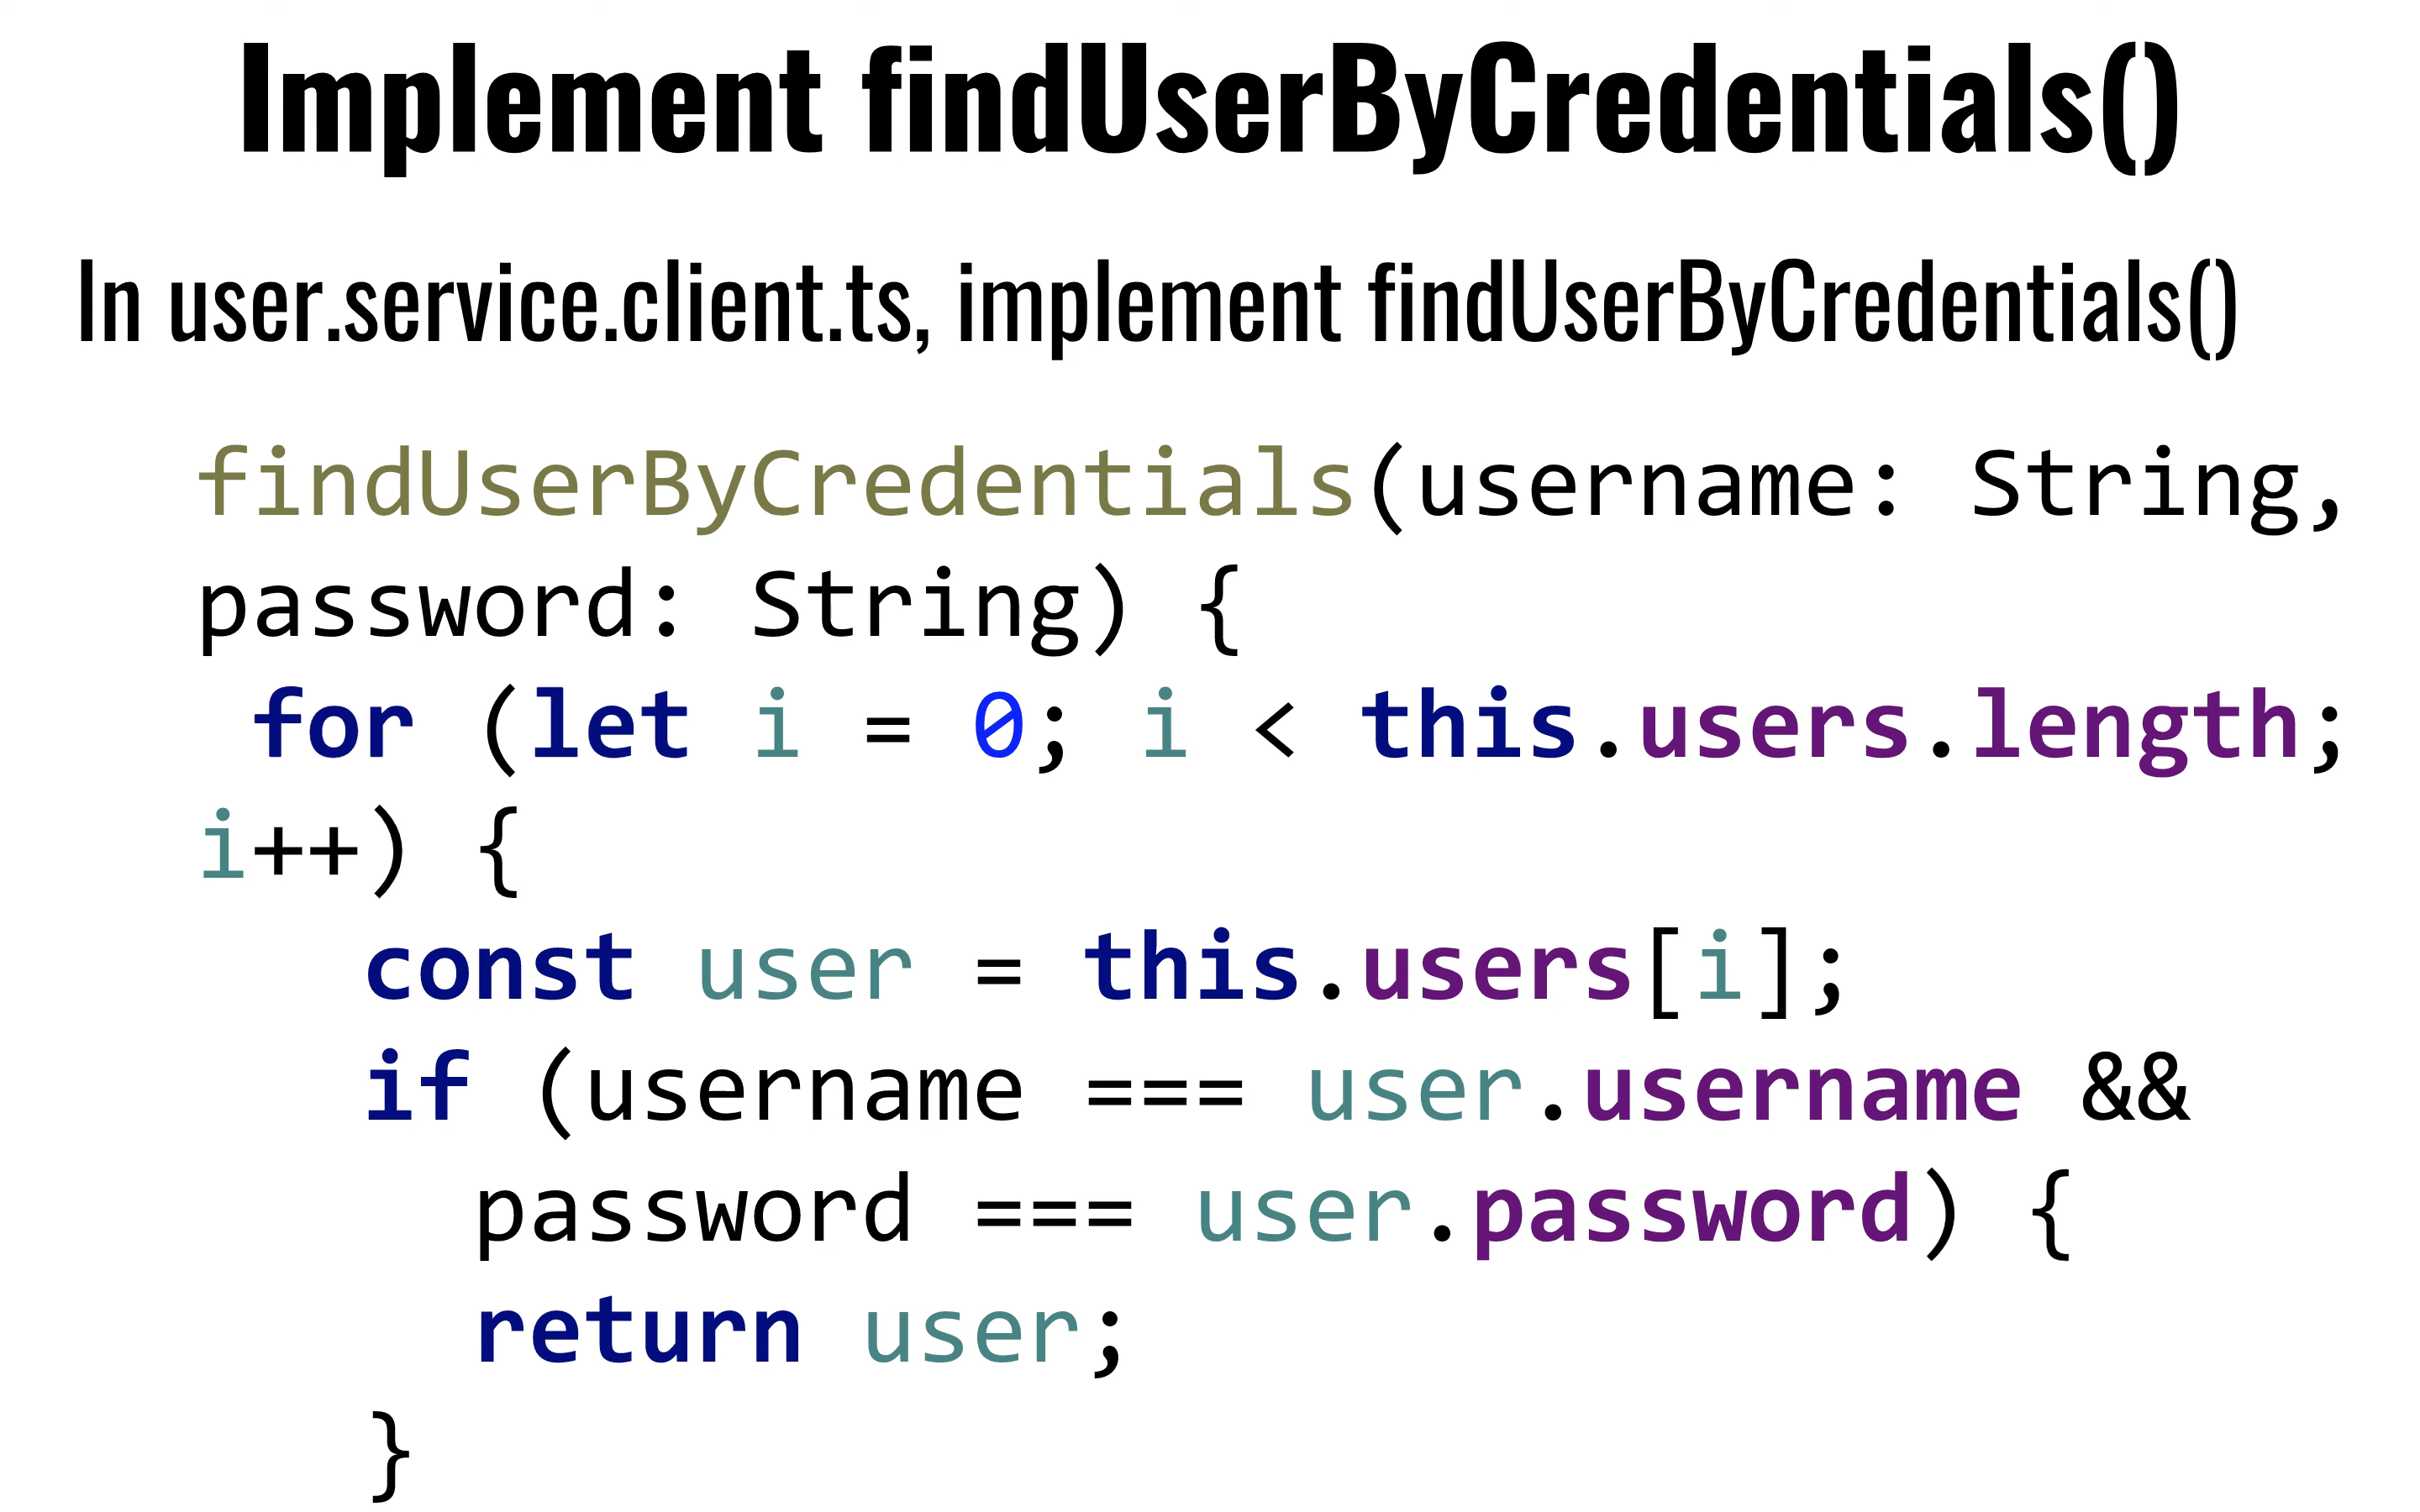 Implement findUserByCredentials()
In user.service.client.ts, implement findUserByCredentials()
findUserByCredentials(username: String,
password: String) {
for (let i = 0; i < this.users.length;
i++) {
const user = this.users[i];
if (username === user.username &&
password === user.password) {
return user;
}